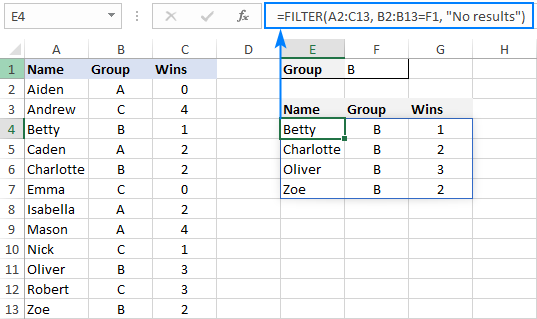 E4 fx =FILTER(A2:C13, B2:B13=F1, "No results")
A B C D E F G H
1 Name Group Wins Group B
2 Aiden A 0
3 Andrew C 4 Name Group Wins
4 Betty B 1 Betty B 1
5 Caden A 2 Charlotte B 2
6 Charlotte B 2 Oliver B 3
7 Emma C 0 Zoe B 2
8 Isabella A 2
9 Mason A 4
10 Nick C 1
11 Oliver B 3
12 Robert C 3
13 Zoe B 2